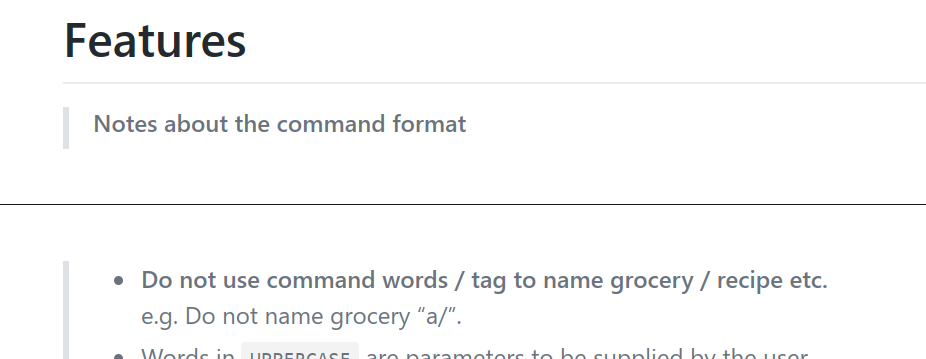 Features
Notes about the command format
Do not use command words / tag to name grocery / recipe etc.
e.g. Do not name grocery “a/”.
Words in UPPERCASE are parameters to be supplied by the user